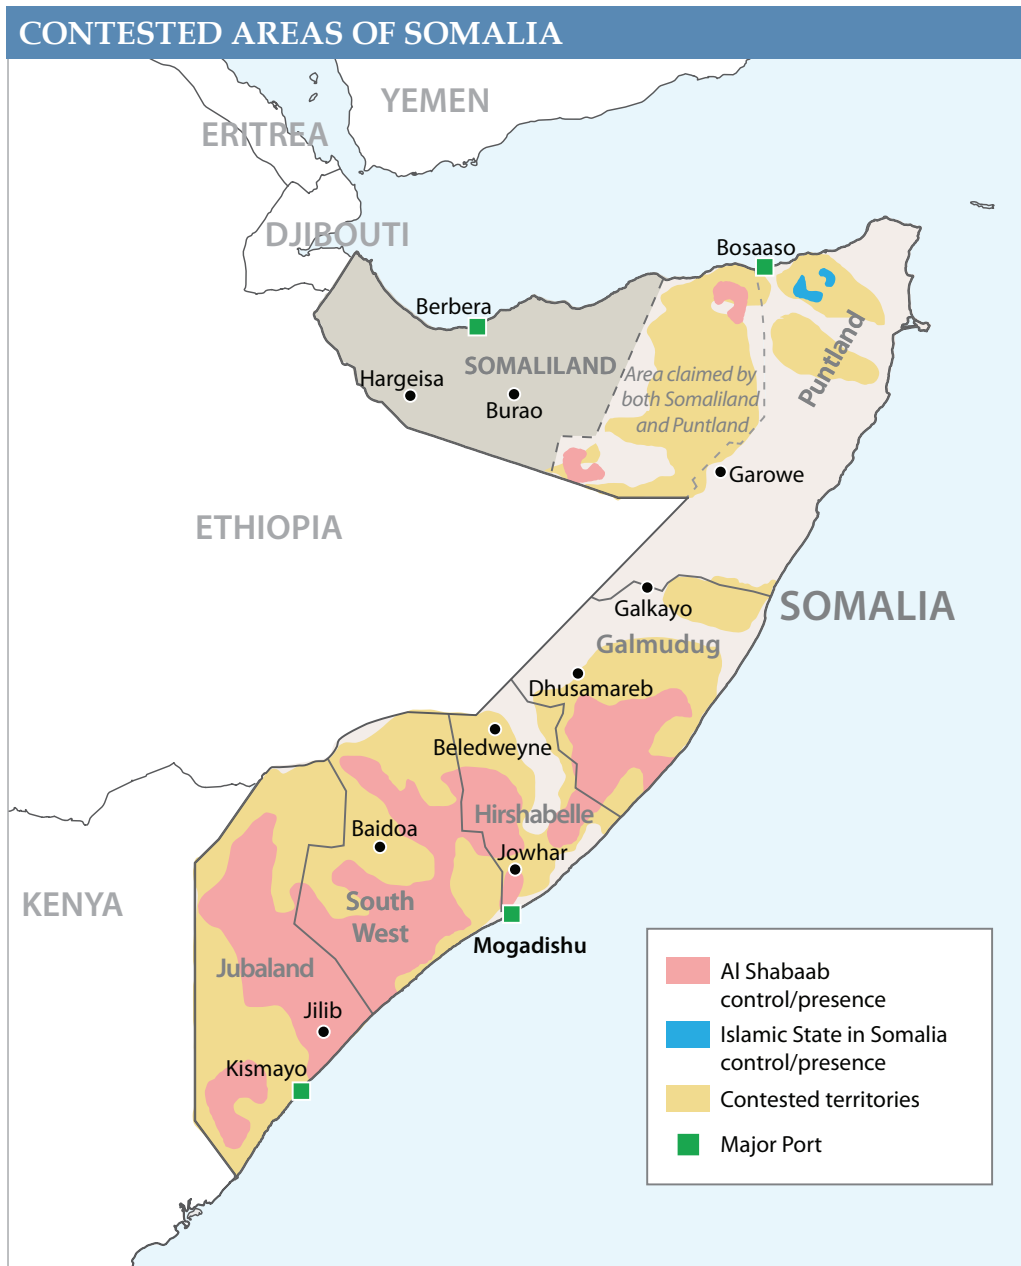 CONTESTED AREAS OF SOMALIA
YEMEN
ERITREA
DJIBOUTI
Bosaaso
Berbera
Puntland
SOMALILAND
Hargeisa
Burao
Area claimed by
both Somaliland
and Puntland
Garowe
ETHIOPIA
Galkayo
SOMALIA
Galmudug
Dhusamareb
Beledweyne
Hirshabelle
Baidoa
Jowhar
KENYA
South
West
Mogadishu
Jubaland
Jilib
Kismayo
Al Shabaab
control/presence
Islamic State in Somalia
control/presence
Contested territories
Major Port